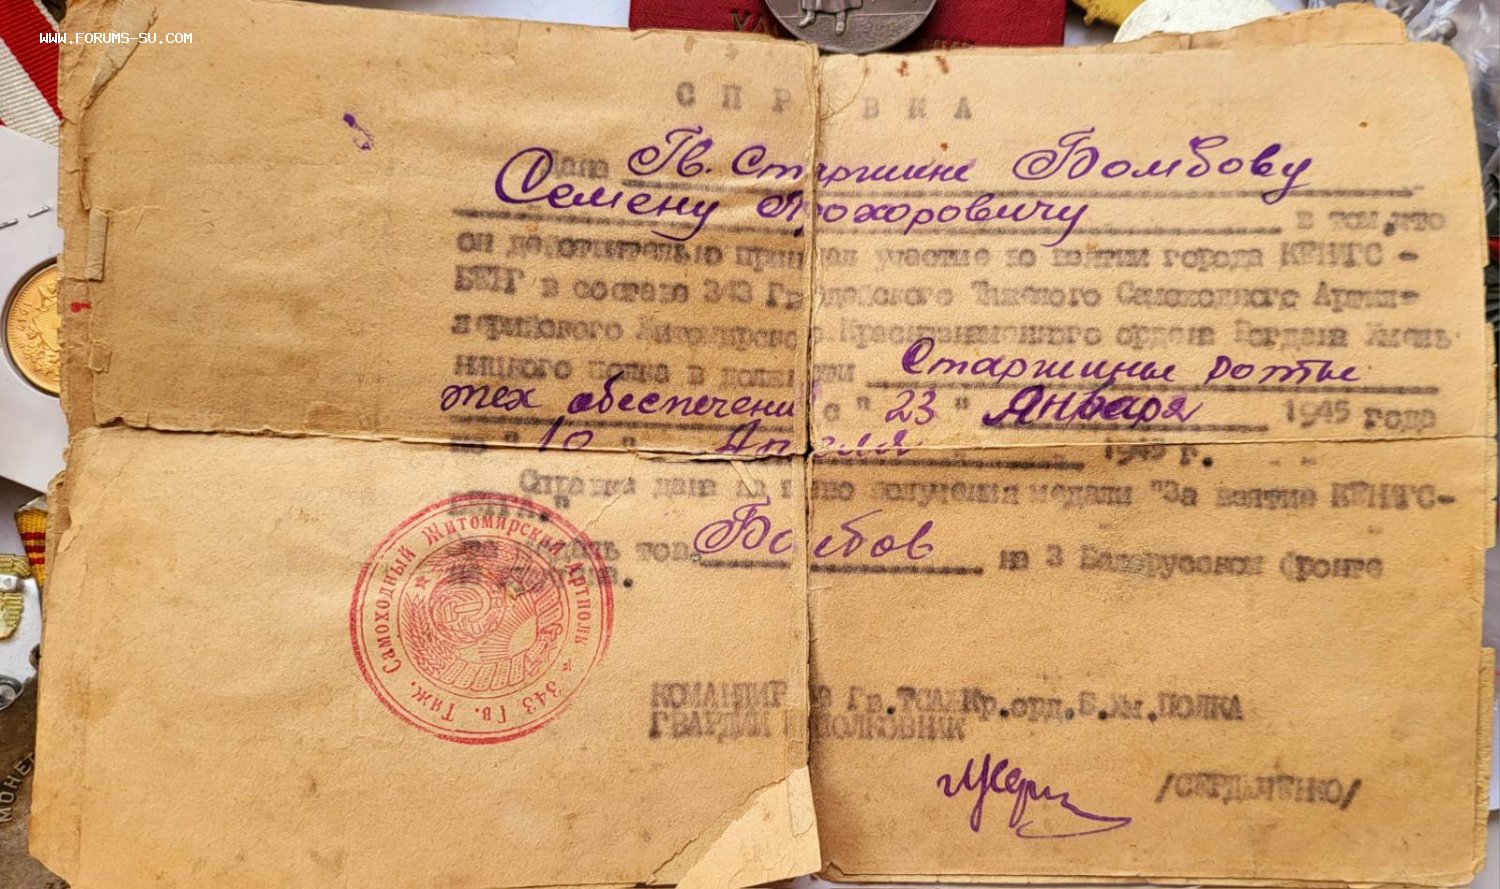 WWW.FORUMS-SU.COM
СПРАВКА
Дана Гв. Старшине Бомбову
Семену Прохоровичу в том, что
он действительно принимал участие во взятии города КЕНИГС-
БЕРГ в составе 343 Гвардейского Тяжелого Самоходного Артил-
лерийского Житомирского Краснознаменного ордена Богдана Хмель
ницкого полка в должности Старшины роты
тех обеспечения с "23" Января 1945 года
по "10" Апреля 1945 г.
Справка дана на право получения медали "За взятие КЕНИГС-
БЕРГА."
медаль тов. Бомбов на 3 Белорусском фронте
КОМАНДИР Гв. ТСАЖКр.орд.Б.Хм.ПОЛКА
ГВАРДИИ ПОЛКОВНИК
/СЕРДЮЧЕНКО/
343 Гв. Тяж. Самоходный Житомирский Артполк
МОНЕТ